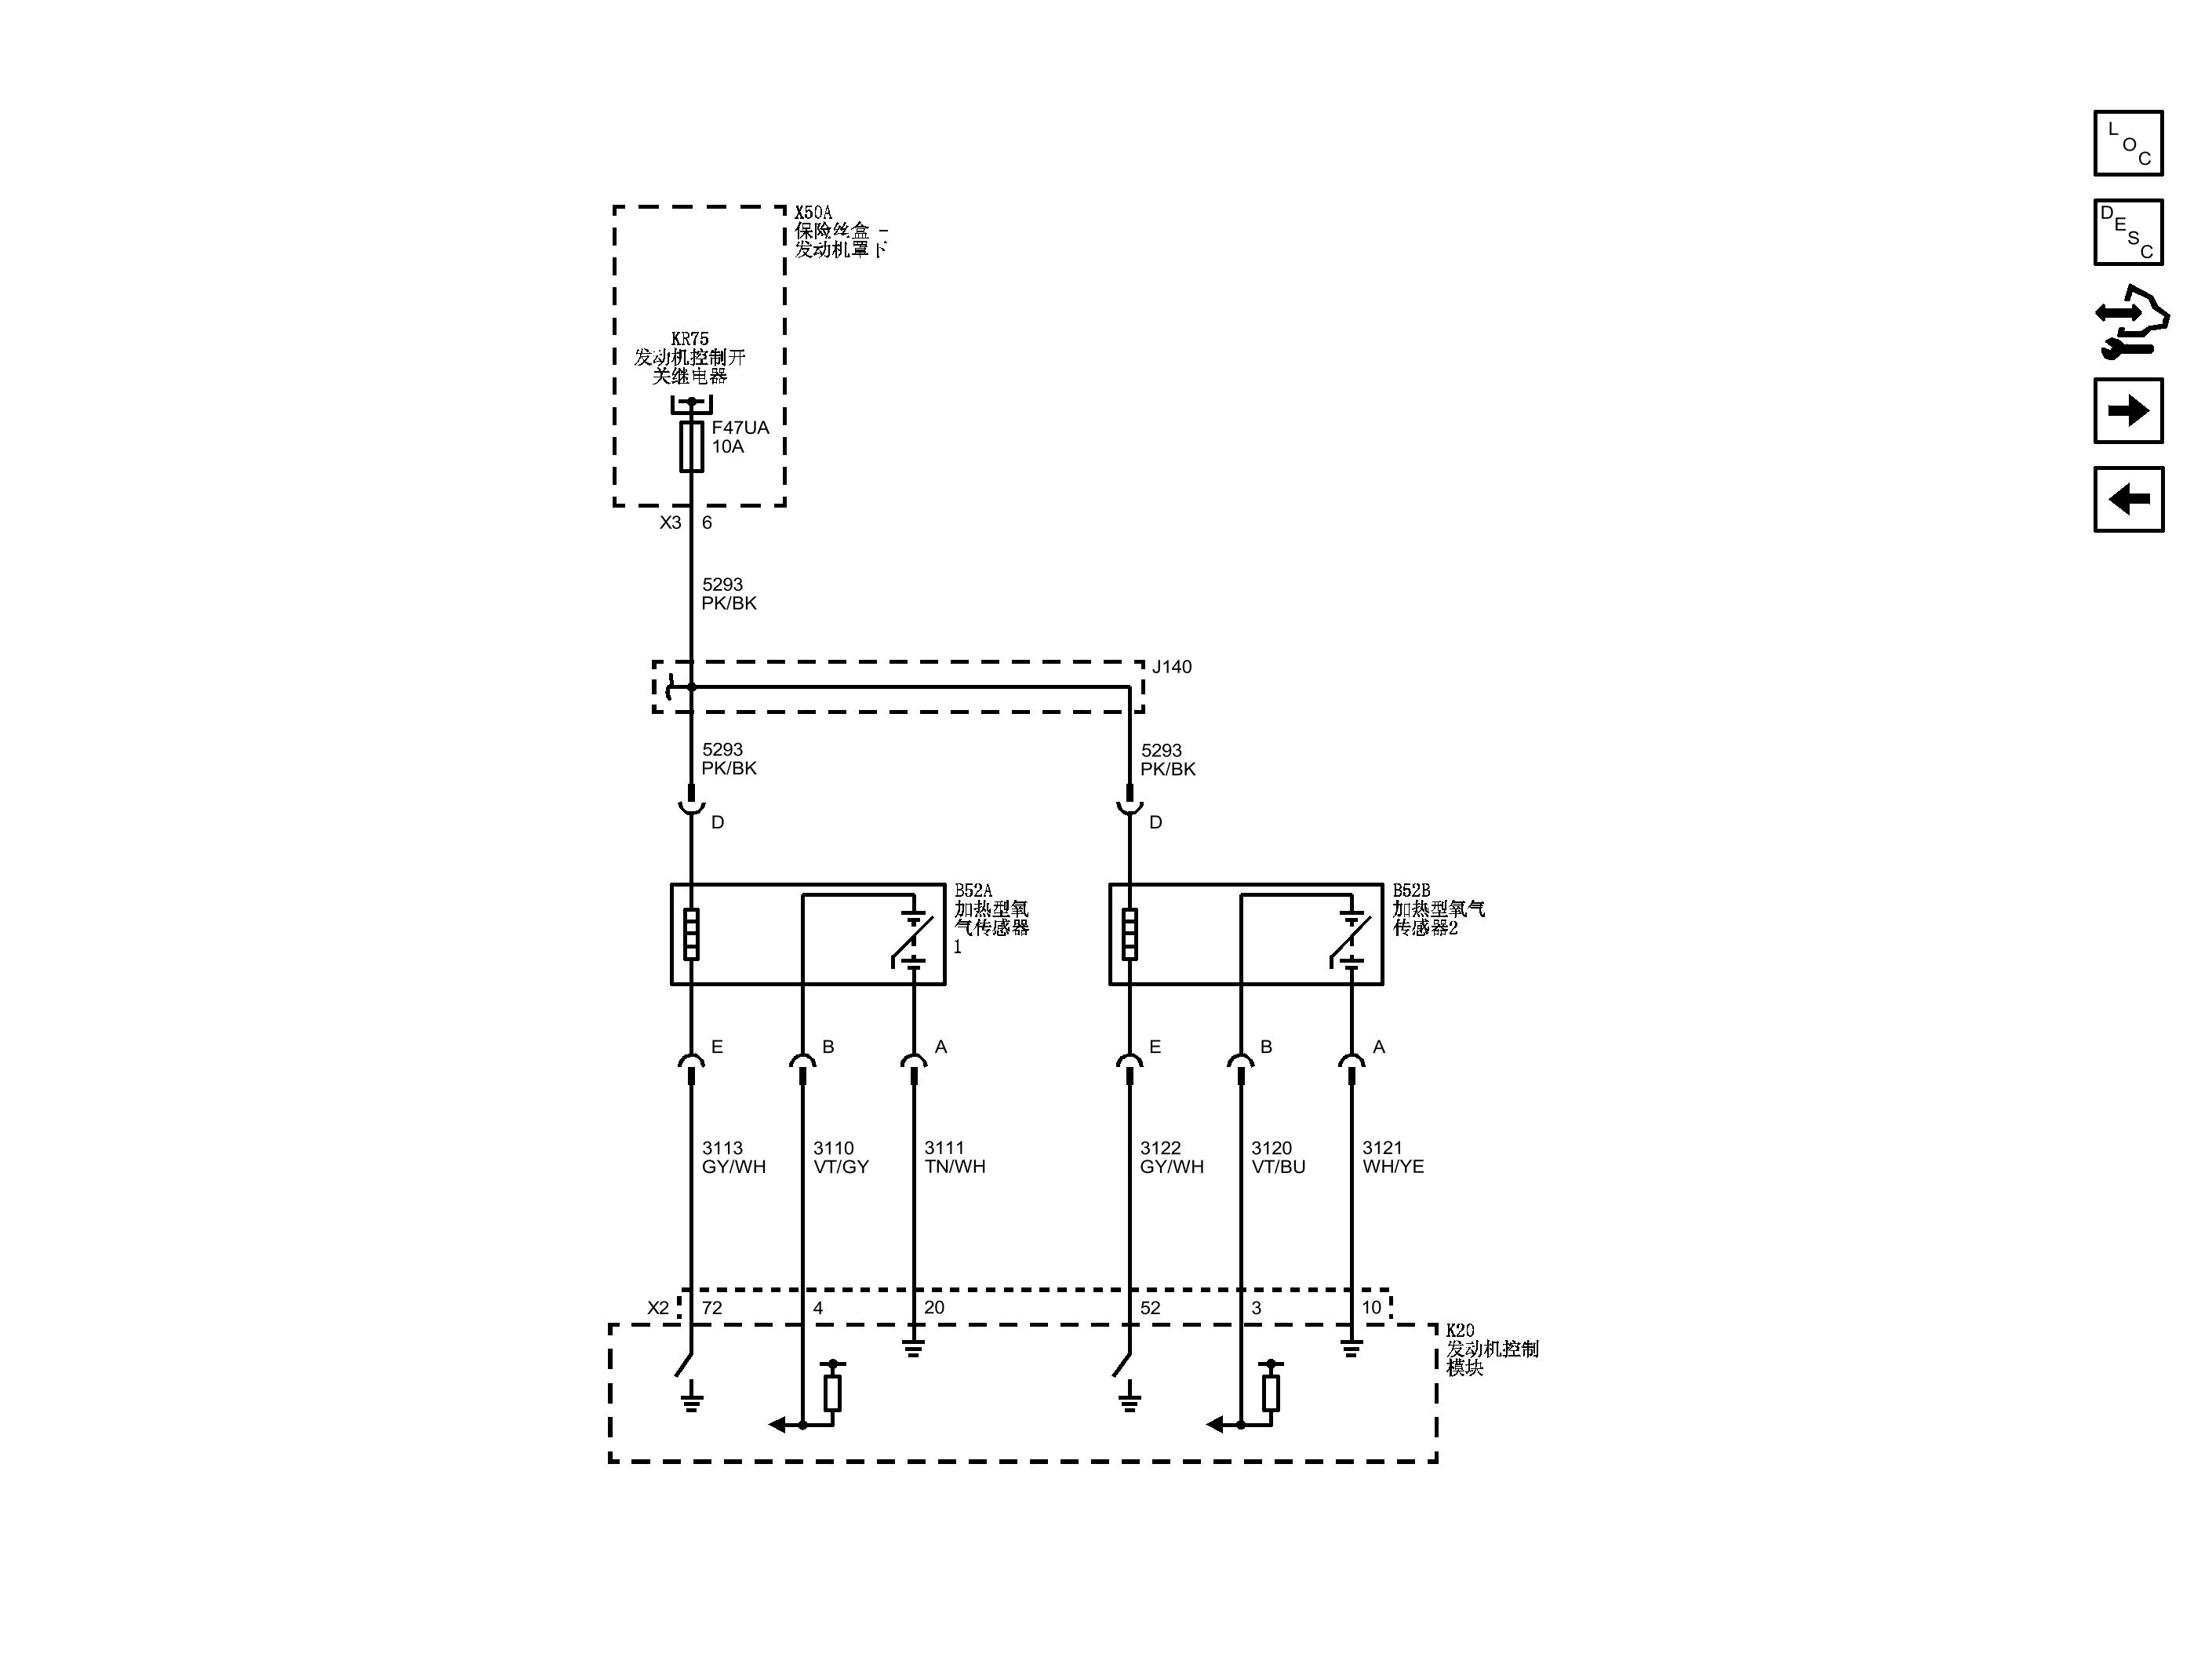 L
O
C
X50A
保险丝盒 -
发动机罩下
D
E
S
C
KR75
发动机控制开
关继电器
F47UA
10A
X3 6
5293
PK/BK
J140
5293
PK/BK
5293
PK/BK
D
D
B52A
加热型氧
气传感器
1
B52B
加热型氧气
传感器2
E
B
A
E
B
A
3113
GY/WH
3110
VT/GY
3111
TN/WH
3122
GY/WH
3120
VT/BU
3121
WH/YE
X2 72 4 20 52 3 10
K20
发动机控制
模块